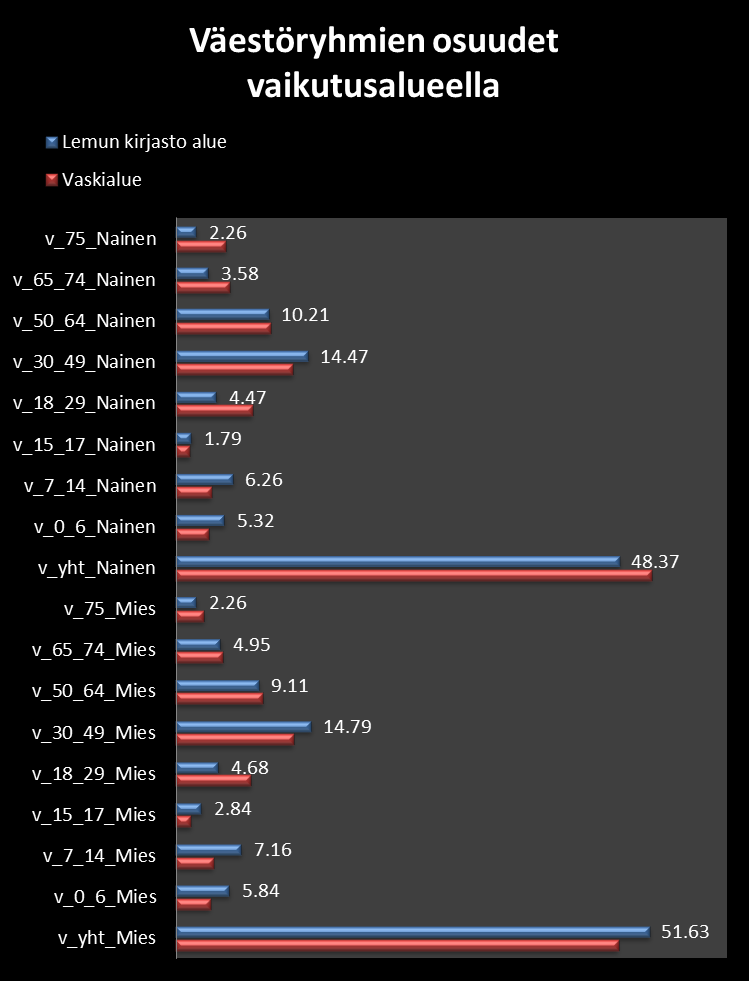 Väestöryhmien osuudet
vaikutusalueella
Lemun kirjasto alue
Vaskialue
v_75_Nainen 2.26
v_65_74_Nainen 3.58
v_50_64_Nainen 10.21
v_30_49_Nainen 14.47
v_18_29_Nainen 4.47
v_15_17_Nainen 1.79
v_7_14_Nainen 6.26
v_0_6_Nainen 5.32
v_yht_Nainen 48.37
v_75_Mies 2.26
v_65_74_Mies 4.95
v_50_64_Mies 9.11
v_30_49_Mies 14.79
v_18_29_Mies 4.68
v_15_17_Mies 2.84
v_7_14_Mies 7.16
v_0_6_Mies 5.84
v_yht_Mies 51.63